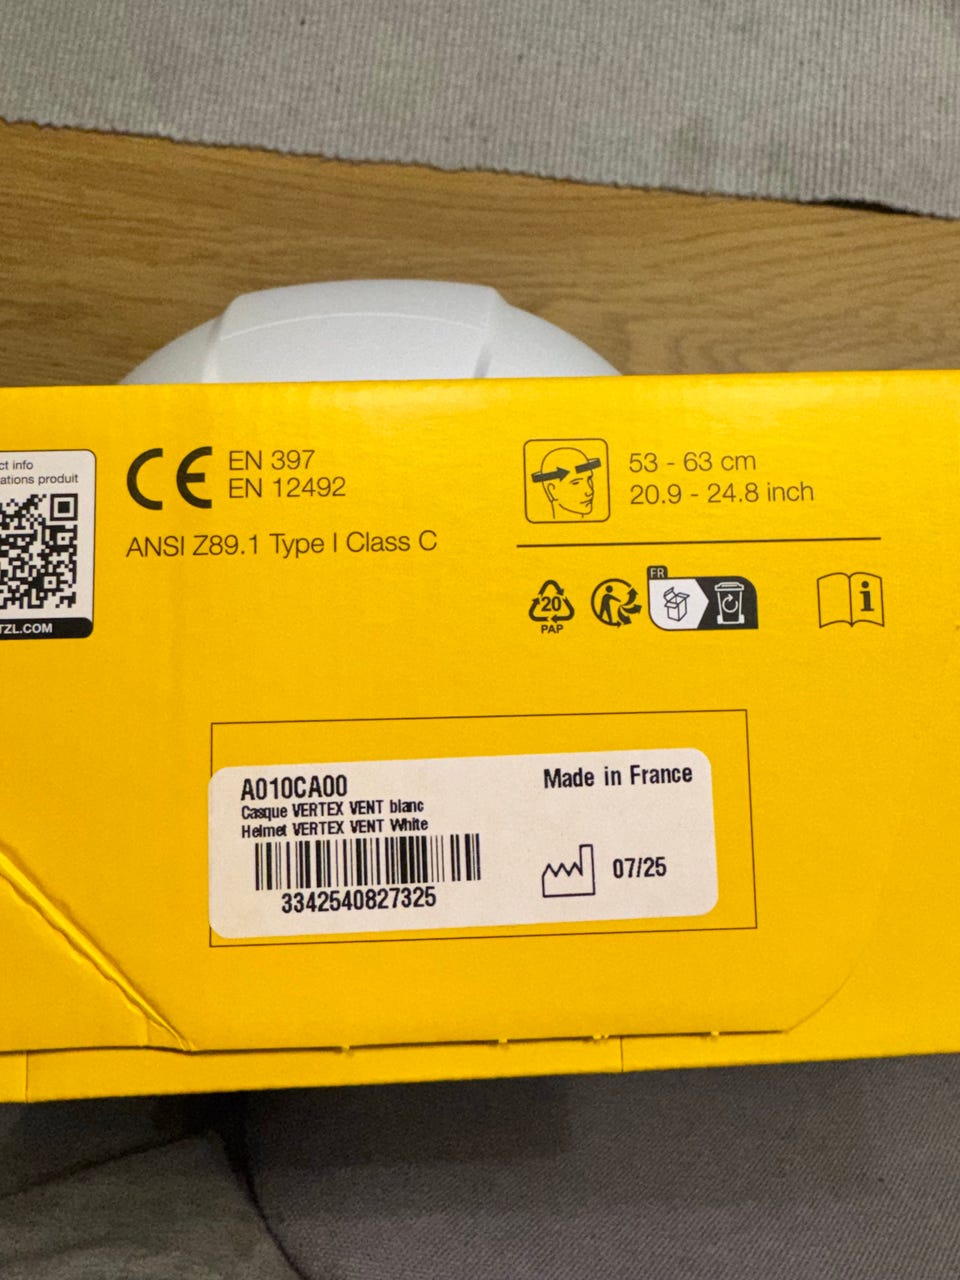 ct info
ations produit
TZL.COM
CE
EN 397
EN 12492
ANSI Z89.1 Type I Class C
53 - 63 cm
20.9 - 24.8 inch
20
PAP
FR
i
A010CA00
Casque VERTEX VENT blanc
Helmet VERTEX VENT White
3342540827325
Made in France
07/25